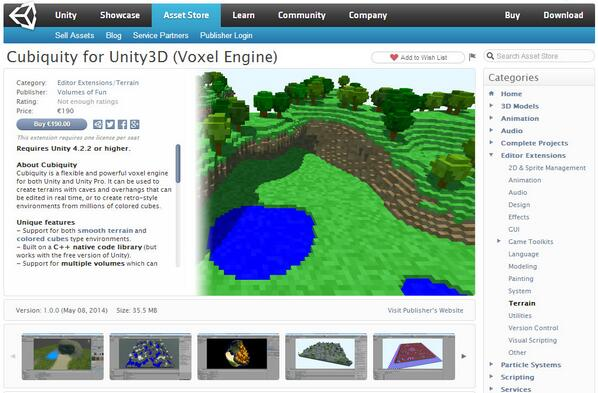 Unity Showcase Asset Store Learn Community Company Buy Download
Sell Assets Blog Service Partners Publisher Login
Cubiquity for Unity3D (Voxel Engine)
Add to Wish List
Search Asset Store
Category: Editor Extensions/Terrain
Publisher: Volumes of Fun
Rating: Not enough ratings
Price: €190
Buy €190.00
This extension requires one license per seat
Requires Unity 4.2.2 or higher.
About Cubiquity
Cubiquity is a flexible and powerful voxel engine
for both Unity and Unity Pro. It can be used to
create terrains with caves and overhangs that can
be edited in real time, or to create retro-style
environments from millions of colored cubes.
Unique features
- Support for both smooth terrain and
colored cubes type environments.
- Built on a C++ native code library (but
works with the free version of Unity).
- Support for multiple volumes which can
Version: 1.0.0 (May 08, 2014) Size: 35.5 MB
Visit Publisher's Website
Categories
Home
3D Models
Animation
Audio
Complete Projects
Editor Extensions
2D & Sprite Management
Animation
Audio
Design
Effects
GUI
Game Toolkits
Language
Modeling
Painting
System
Terrain
Utilities
Version Control
Visual Scripting
Other
Particle Systems
Scripting
Services